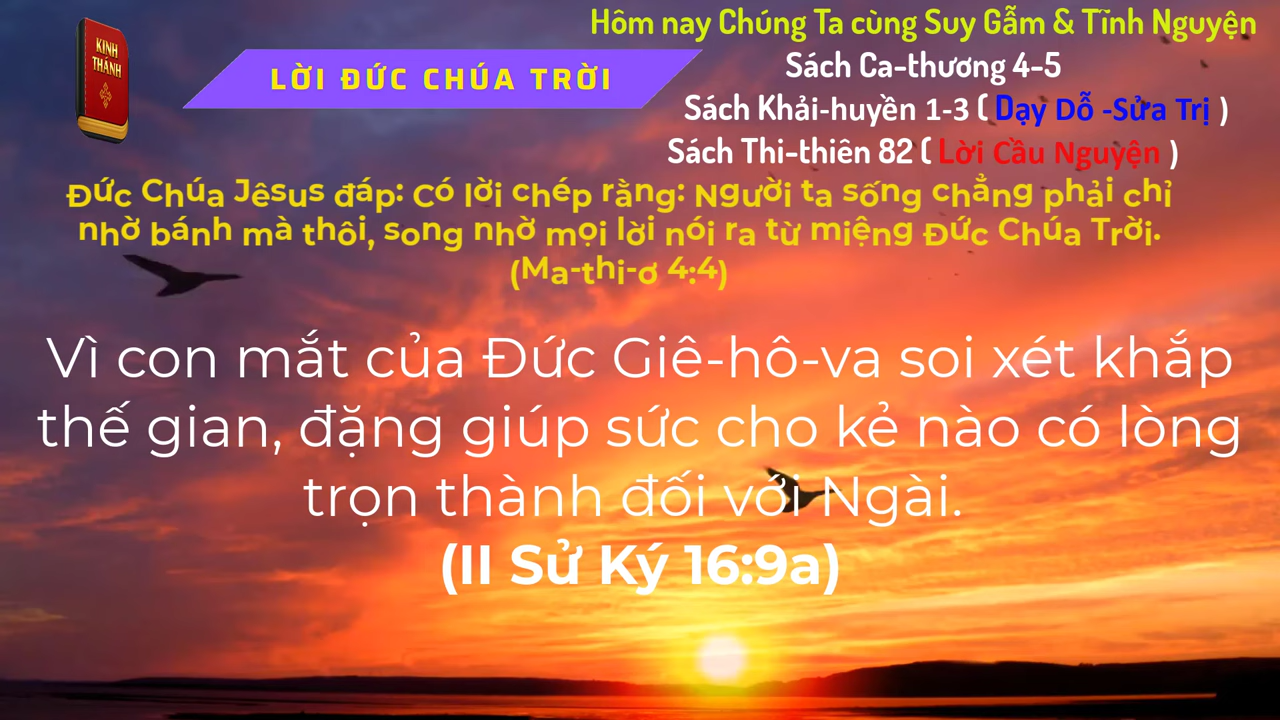 KINH
THÁNH
LỜI ĐỨC CHÚA TRỜI
Hôm nay Chúng Ta cùng Suy Gẫm & Tĩnh Nguyện
Sách Ca-thương 4-5
Sách Khải-huyền 1-3 ( Dạy Dỗ -Sửa Trị )
Sách Thi-thiên 82 ( Lời Cầu Nguyện )
Đức Chúa Jêsus đáp: Có lời chép rằng: Người ta sống chẳng phải chỉ
nhờ bánh mà thôi, song nhờ mọi lời nói ra từ miệng Đức Chúa Trời.
(Ma-thi-ơ 4:4)
Vì con mắt của Đức Giê-hô-va soi xét khắp
thế gian, đặng giúp sức cho kẻ nào có lòng
trọn thành đối với Ngài.
(II Sử Ký 16:9a)